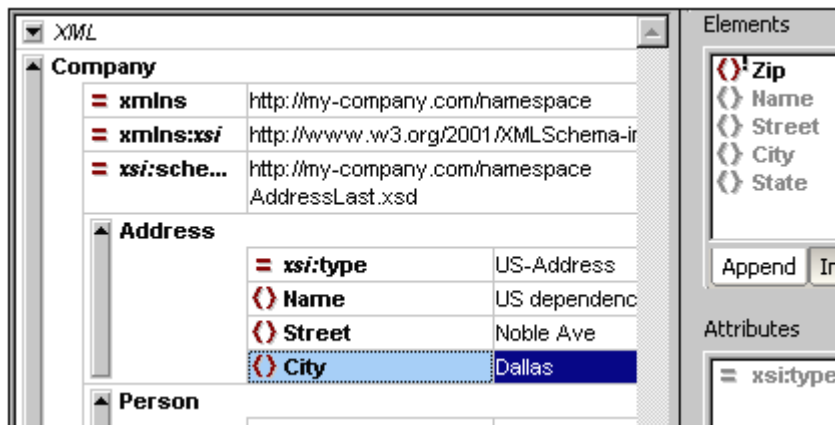 XML
Elements
Company
! Zip
= xmlns http://my-company.com/namespace
Name
= xmlns:xsi http://www.w3.org/2001/XMLSchema-in
Street
= xsi:sche... http://my-company.com/namespace
City
AddressLast.xsd
State
Address
= xsi:type US-Address
Append
() Name US dependenc
() Street Noble Ave
Attributes
() City Dallas
= xsi:type
Person